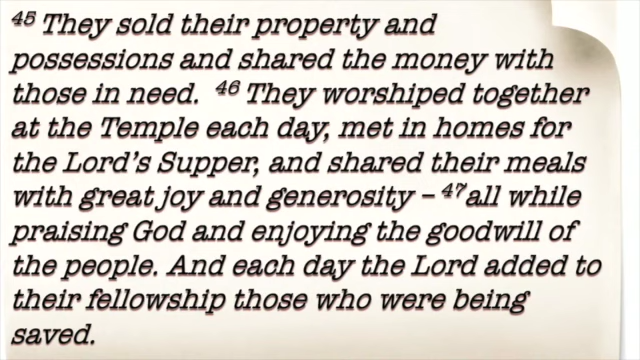 45 They sold their property and
possessions and shared the money with
those in need. 46 They worshiped together
at the Temple each day, met in homes for
the Lord's Supper, and shared their meals
with great joy and generosity – 47 all while
praising God and enjoying the goodwill of
the people. And each day the Lord added to
their fellowship those who were being
saved.